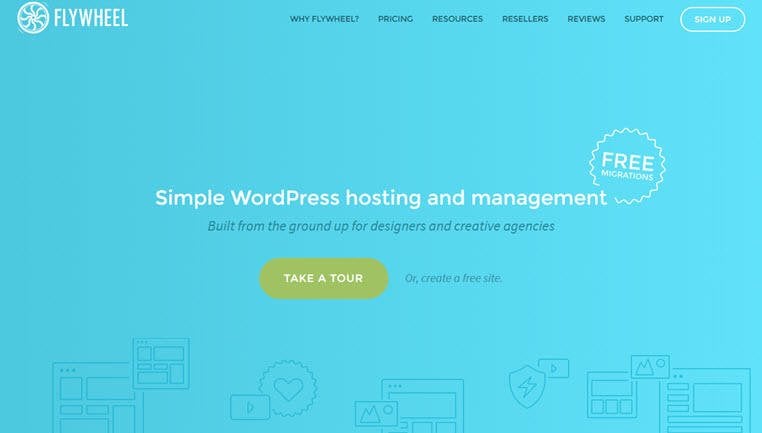 FLYWHEEL
WHY FLYWHEEL? PRICING RESOURCES RESELLERS REVIEWS SUPPORT SIGN UP
FREE
MIGRATIONS
Simple WordPress hosting and management
Built from the ground up for designers and creative agencies
TAKE A TOUR Or, create a free site.